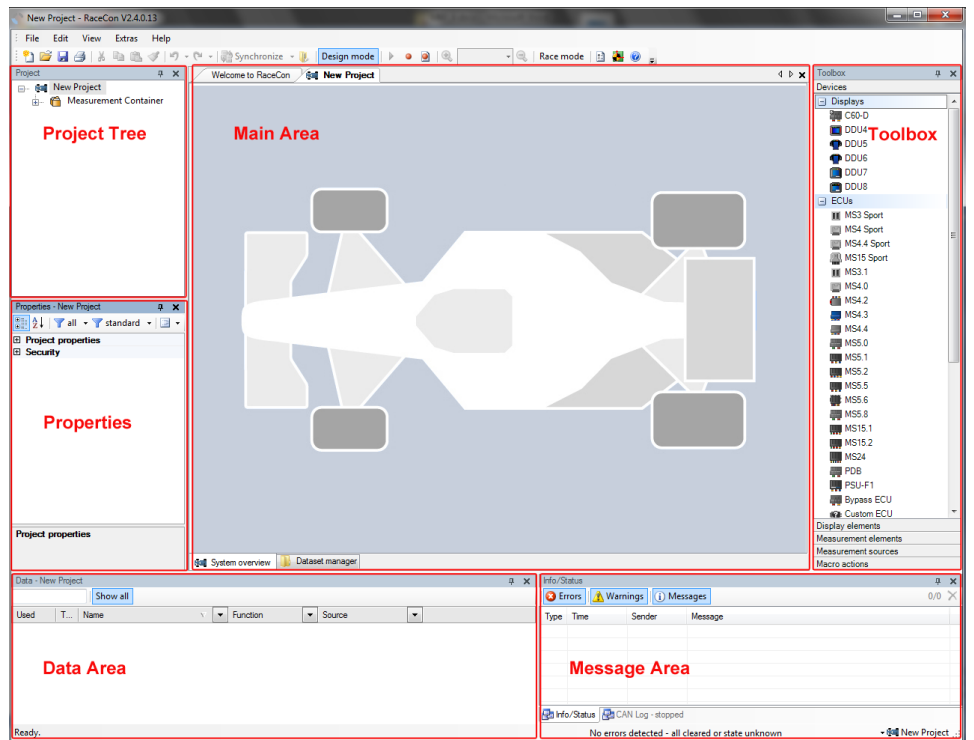 New Project - RaceCon V2.4.0.13
File Edit View Extras Help
Synchronize Design mode Race mode
Project
New Project
Measurement Container
Project Tree
Properties - New Project
all standard
Project properties
Security
Properties
Project properties
Welcome to RaceCon New Project
Main Area
System overview Dataset manager
Toolbox
Devices
Displays
C60-D
DDU4
Toolbox
DDU5
DDU6
DDU7
DDU8
ECUs
MS3 Sport
MS4 Sport
MS4.4 Sport
MS15 Sport
MS3.1
MS4.0
MS4.2
MS4.3
MS4.4
MS5.0
MS5.1
MS5.2
MS5.5
MS5.6
MS5.8
MS15.1
MS15.2
MS24
PDB
PSU-F1
Bypass ECU
Custom ECU
Display elements
Measurement elements
Measurement sources
Macro actions
Data - New Project
Show all
Used T... Name Function Source
Data Area
Ready.
Info/Status
Errors Warnings Messages 0/0
Type Time Sender Message
Message Area
Info/Status CAN Log - stopped
No errors detected - all cleared or state unknown New Project